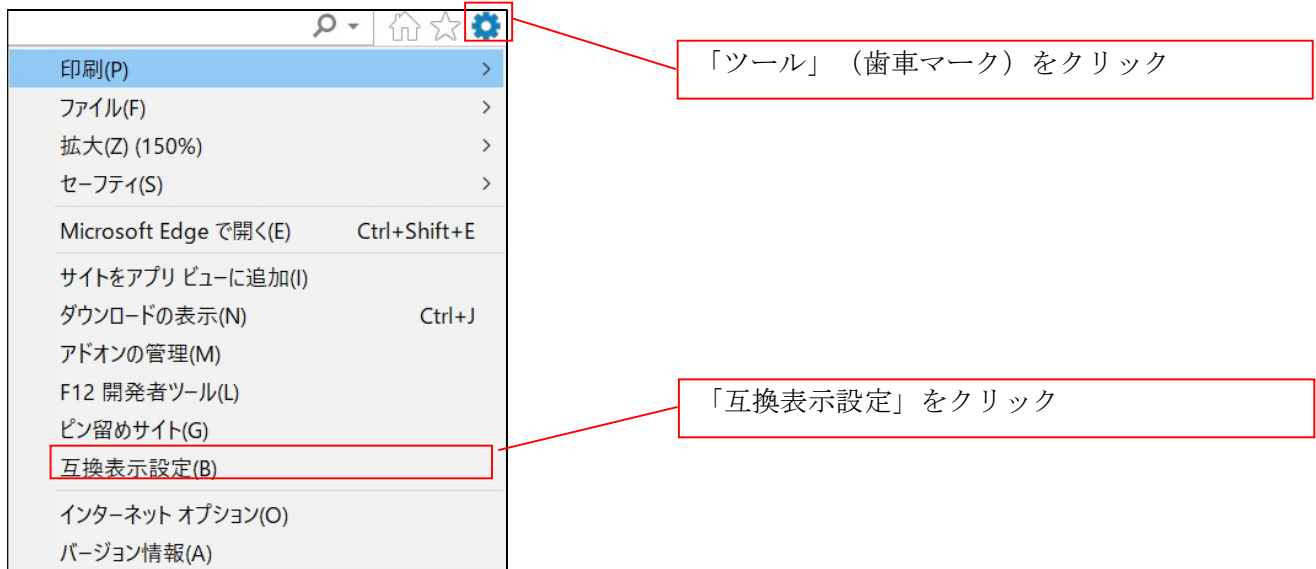 「ツール」（歯車マーク）をクリック
印刷(P)
ファイル(F)
拡大(Z) (150%)
セーフティ(S)
Microsoft Edge で開く(E) Ctrl+Shift+E
サイトをアプリ ビューに追加(I)
ダウンロードの表示(N) Ctrl+J
アドオンの管理(M)
F12 開発者ツール(L)
「互換表示設定」をクリック
ピン留めサイト(G)
互換表示設定(B)
インターネット オプション(O)
バージョン情報(A)